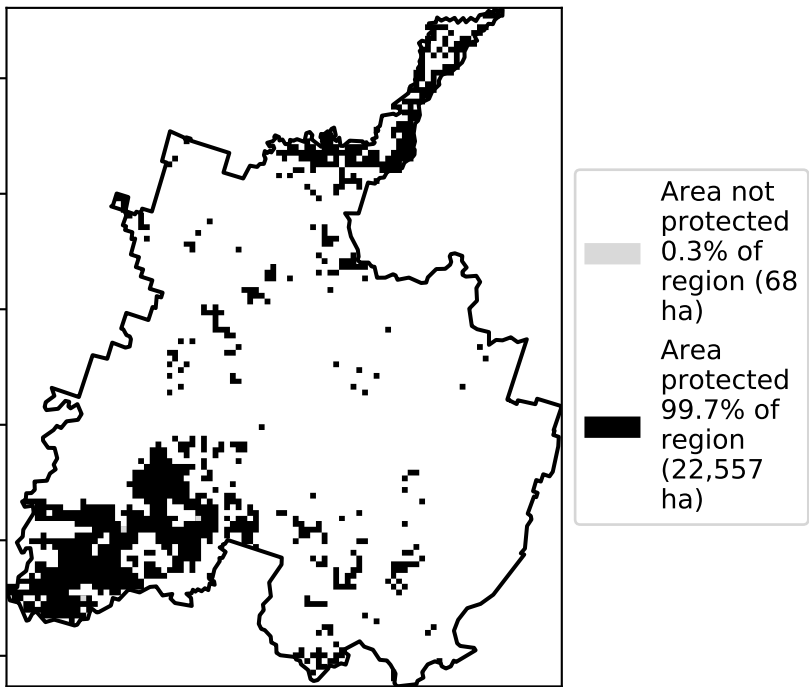 Area not
protected
0.3% of
region (68
ha)
Area
protected
99.7% of
region
(22,557
ha)